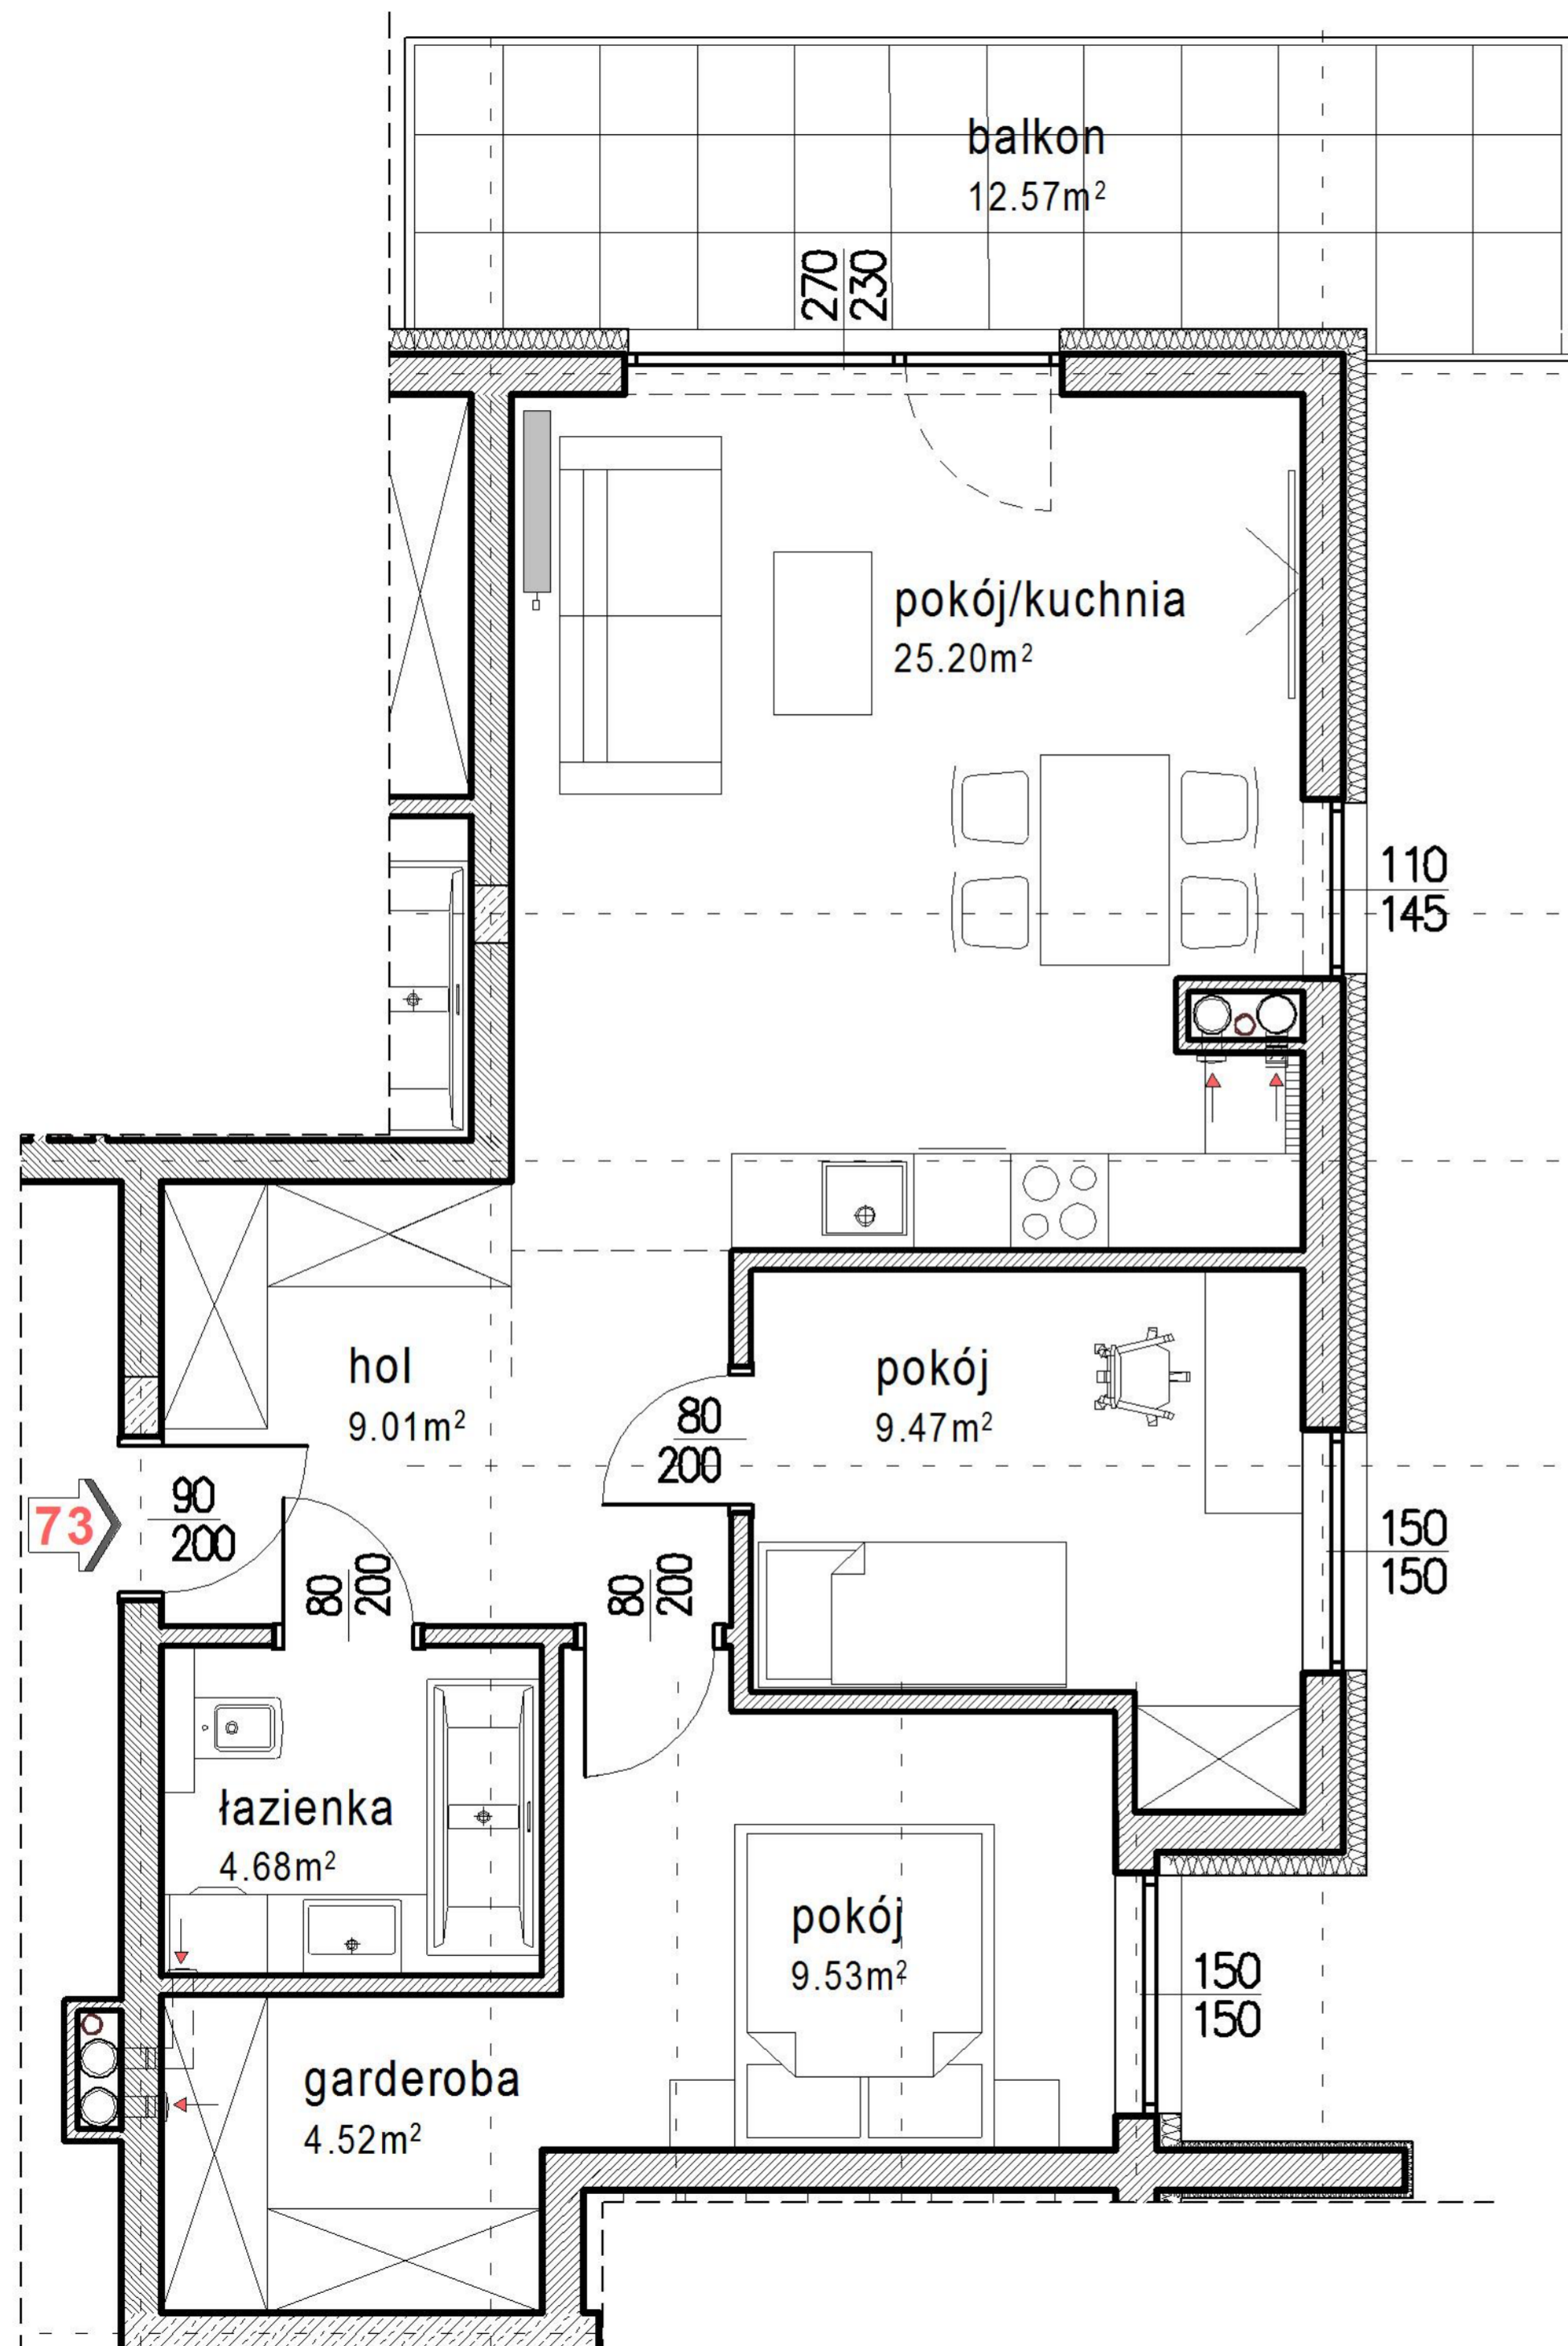 balkon
12.57m²
270
230
pokój/kuchnia
25.20m²
110
145
hol
9.01m²
pokój
9.47m²
80
200
73
90
200
80
200
80
200
150
150
łazienka
4.68m²
pokój
9.53m²
150
150
garderoba
4.52m²